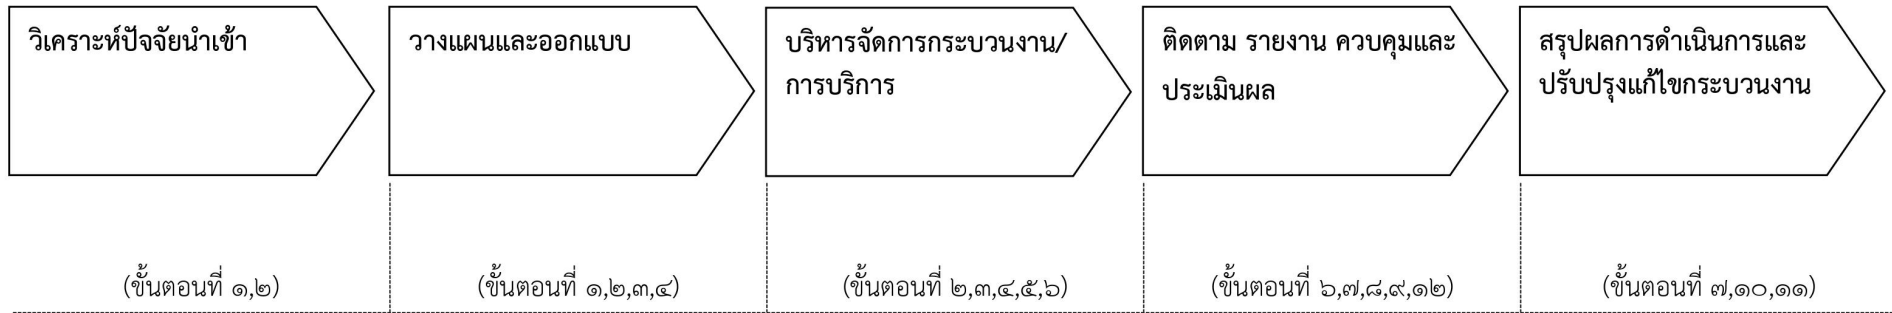 วิเคราะห์ปัจจัยนำเข้า
วางแผนและออกแบบ
บริหารจัดการกระบวนงาน/
การบริการ
ติดตาม รายงาน ควบคุมและ
ประเมินผล
สรุปผลการดำเนินการและ
ปรับปรุงแก้ไขกระบวนงาน
(ขั้นตอนที่ ๑,๒)
(ขั้นตอนที่ ๑,๒,๓,๔)
(ขั้นตอนที่ ๒,๓,๔,๕,๖)
(ขั้นตอนที่ ๖,๗,๘,๙,๑๒)
(ขั้นตอนที่ ๗,๑๐,๑๑)